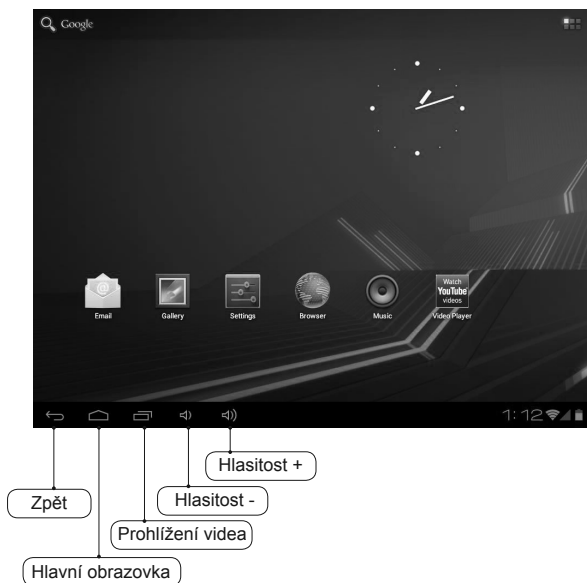 Google
@
Watch
YouTube
videos
Email
Gallery
Settings
Browser
Music
Video Player
1:12
Hlasitost +
Zpět
Hlasitost -
Prohlížení videa
Hlavní obrazovka